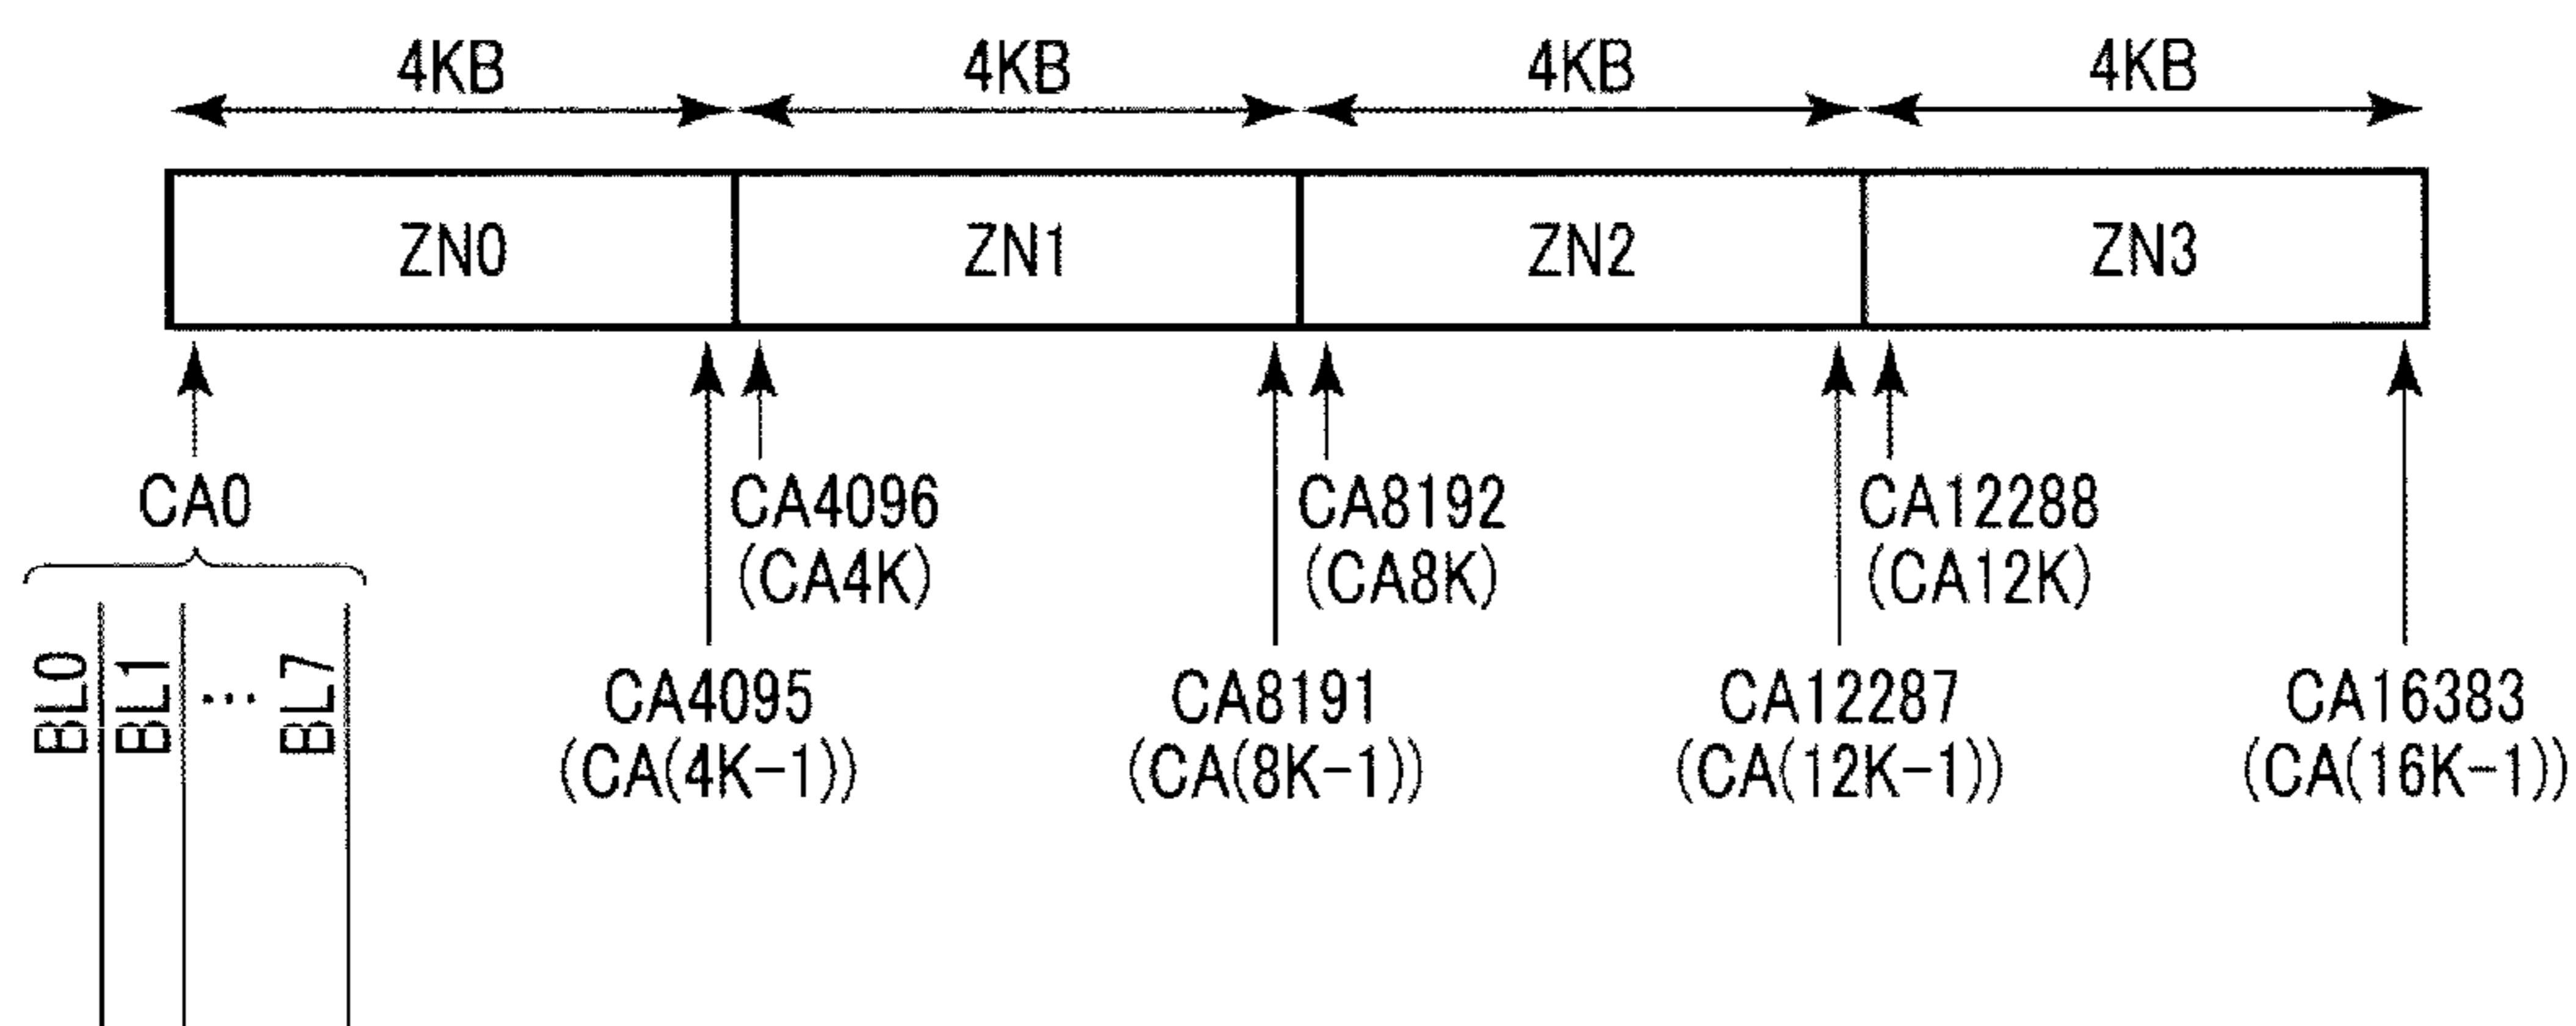 4KB 4KB 4KB 4KB
ZN0 ZN1 ZN2 ZN3
CA0 CA4096 CA8192 CA12288
(CA4K) (CA8K) (CA12K)
BL0 BL1 ... BL7
CA4095 CA8191 CA12287 CA16383
(CA(4K-1)) (CA(8K-1)) (CA(12K-1)) (CA(16K-1))